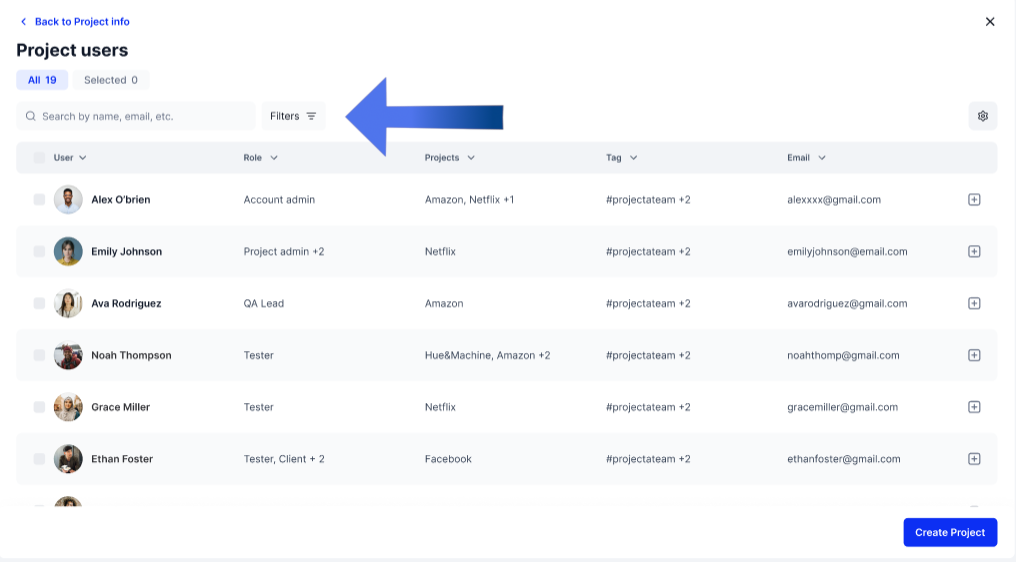 Back to Project info
Project users
All 19 Selected 0
Search by name, email, etc. Filters
User Role Projects Tag Email
Alex O'brien Account admin Amazon, Netflix +1 #projectateam +2 alexxxx@gmail.com
Emily Johnson Project admin +2 Netflix #projectateam +2 emilyjohnson@email.com
Ava Rodriguez QA Lead Amazon #projectateam +2 avarodriguez@gmail.com
Noah Thompson Tester Hue&Machine, Amazon +2 #projectateam +2 noahthomp@gmail.com
Grace Miller Tester Netflix #projectateam +2 gracemiller@gmail.com
Ethan Foster Tester, Client + 2 Facebook #projectateam +2 ethanfoster@gmail.com
Create Project